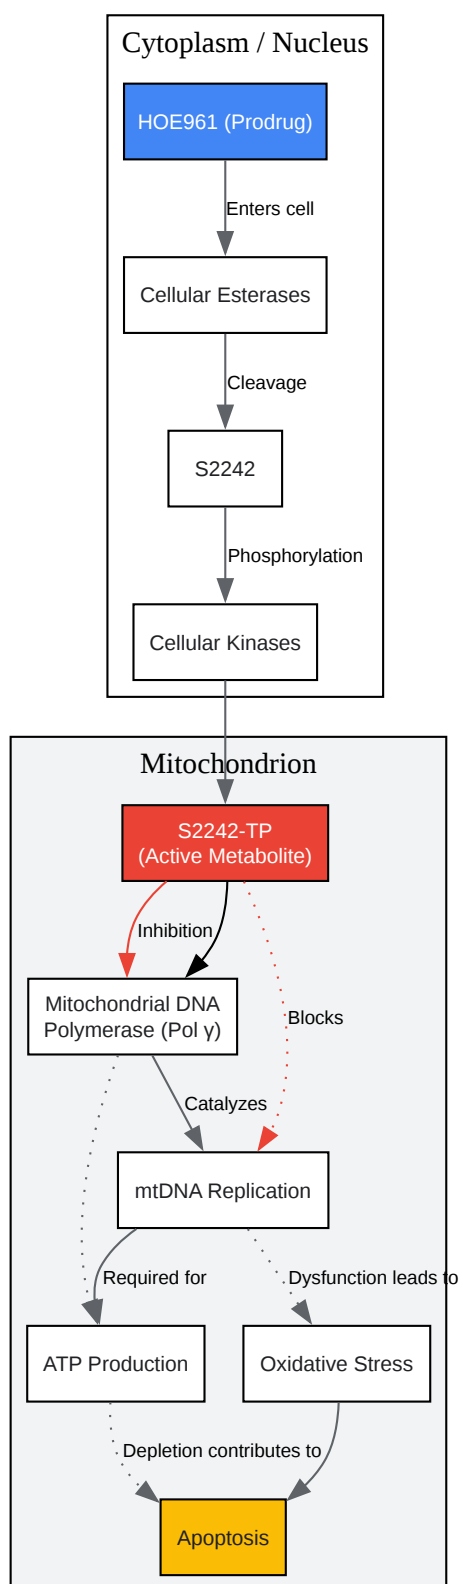 Cytoplasm / Nucleus
HOE961 (Prodrug)
Enters cell
Cellular Esterases
Cleavage
S2242
Phosphorylation
Cellular Kinases
Mitochondrion
S2242-TP
(Active Metabolite)
Inhibition
Mitochondrial DNA
Polymerase (Pol γ)
Blocks
Catalyzes
mtDNA Replication
Required for
Dysfunction leads to
ATP Production
Oxidative Stress
Depletion contributes to
Apoptosis